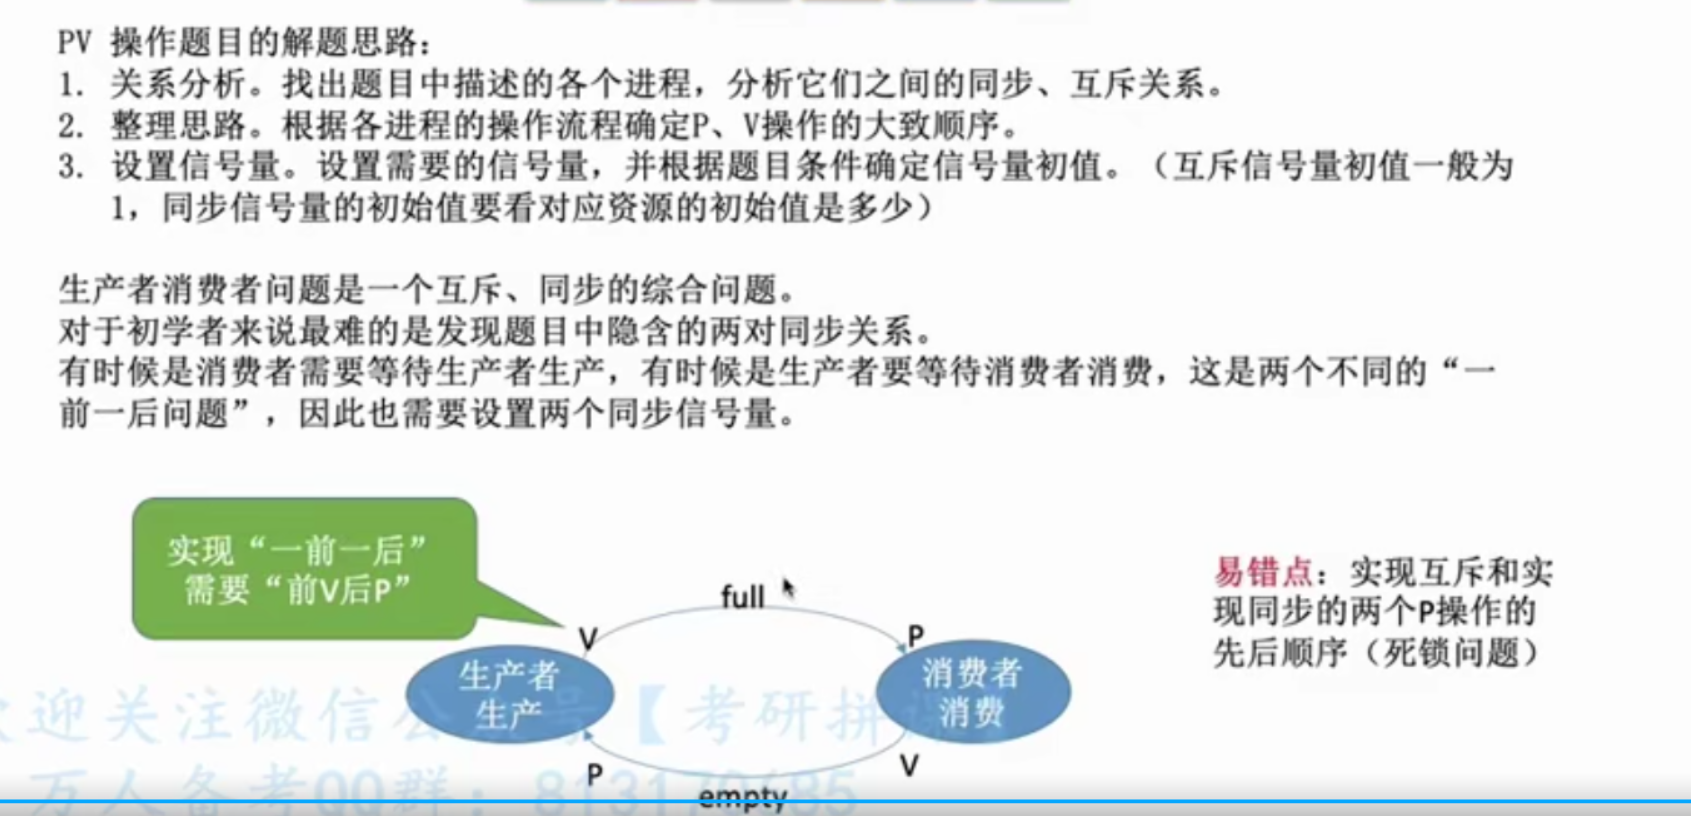 PV 操作题目的解题思路：
1. 关系分析。找出题目中描述的各个进程，分析它们之间的同步、互斥关系。
2. 整理思路。根据各进程的操作流程确定P、V操作的大致顺序。
3. 设置信号量。设置需要的信号量，并根据题目条件确定信号量初值。（互斥信号量初值一般为
1，同步信号量的初始值要看对应资源的初始值是多少）
生产者消费者问题是一个互斥、同步的综合问题。
对于初学者来说最难的是发现题目中隐含的两对同步关系。
有时候是消费者需要等待生产者生产，有时候是生产者要等待消费者消费，这是两个不同的“一
前一后问题”，因此也需要设置两个同步信号量。
实现“一前一后”
需要“前V后P”
易错点：实现互斥和实
现同步的两个P操作的
先后顺序（死锁问题）
full
V
P
生产者
生产
消费者
消费
P
V
empty
迎关注微信公 号【考研拼
万人备考QQ群：